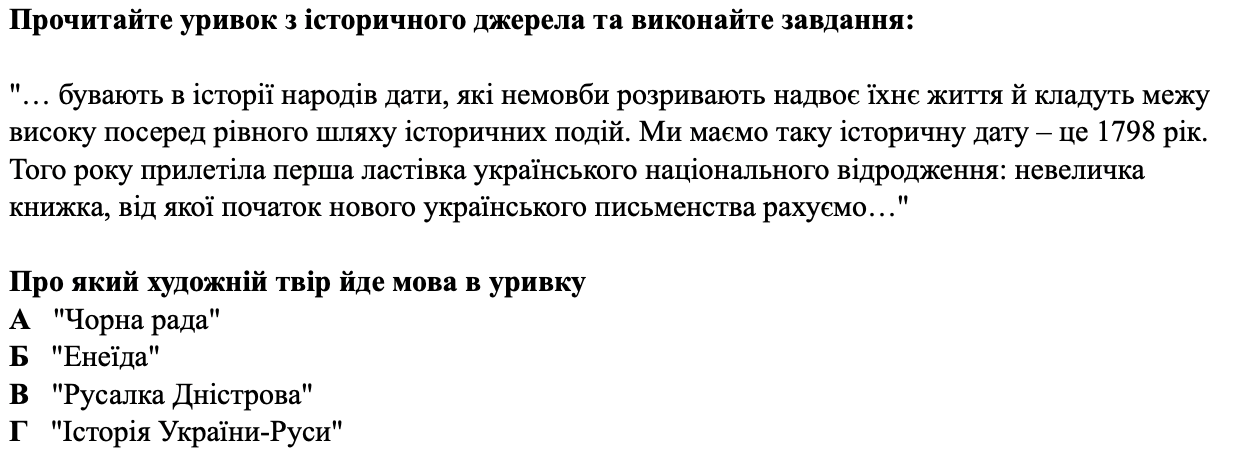 Прочитайте уривок з історичного джерела та виконайте завдання:
"… бувають в історії народів дати, які немовби розривають надвоє їхнє життя й кладуть межу
високу посеред рівного шляху історичних подій. Ми маємо таку історичну дату – це 1798 рік.
Того року прилетіла перша ластівка українського національного відродження: невеличка
книжка, від якої початок нового українського письменства рахуємо…"
Про який художній твір йде мова в уривку
А "Чорна рада"
Б "Енеїда"
В "Русалка Дністрова"
Г "Історія України-Руси"